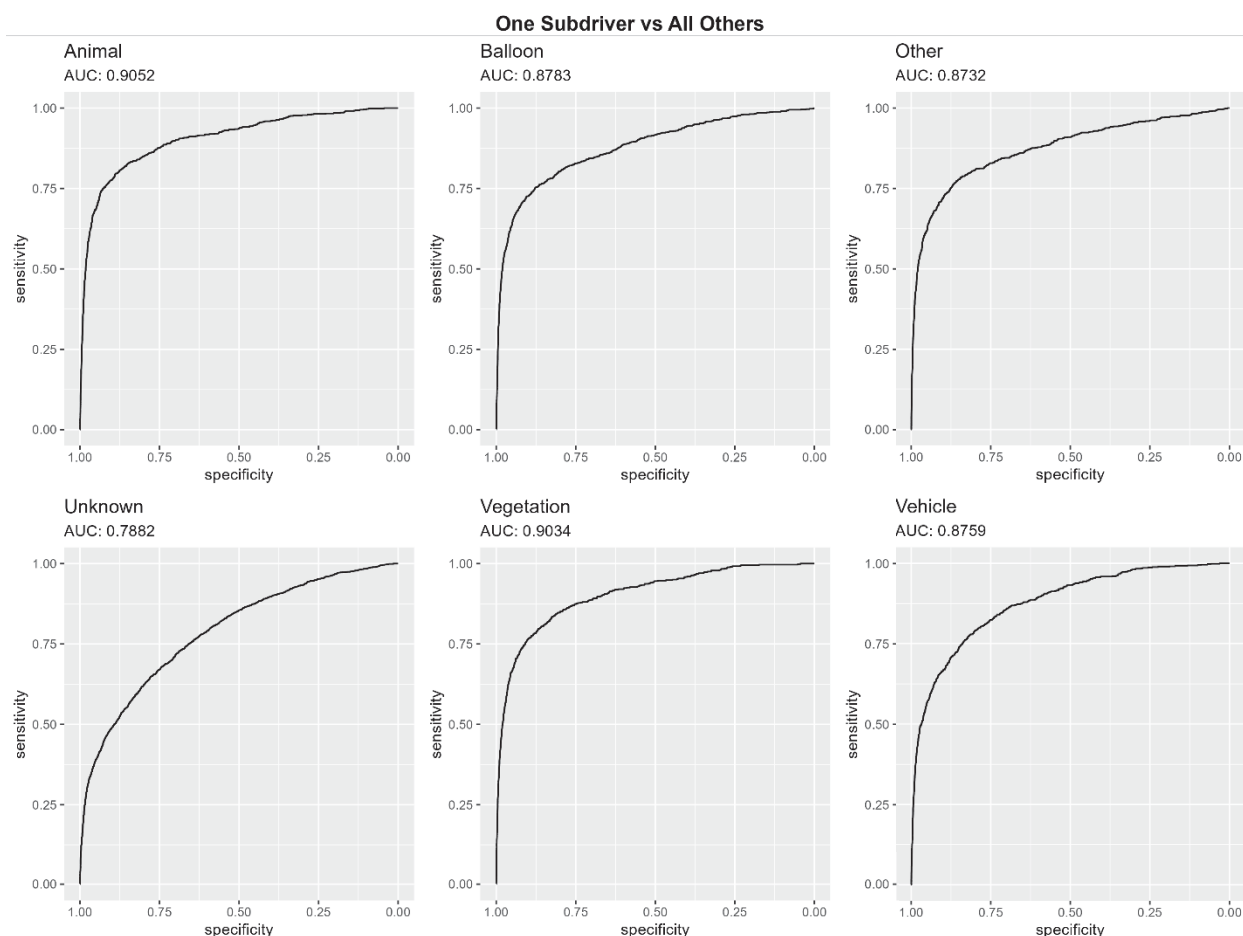 One Subdriver vs All Others
Animal
AUC: 0.9052
1.00
0.75
0.50
0.25
0.00
sensitivity
1.00 0.75 0.50 0.25 0.00
specificity
Balloon
AUC: 0.8783
1.00
0.75
0.50
0.25
0.00
sensitivity
1.00 0.75 0.50 0.25 0.00
specificity
Other
AUC: 0.8732
1.00
0.75
0.50
0.25
0.00
sensitivity
1.00 0.75 0.50 0.25 0.00
specificity
Unknown
AUC: 0.7882
1.00
0.75
0.50
0.25
0.00
sensitivity
1.00 0.75 0.50 0.25 0.00
specificity
Vegetation
AUC: 0.9034
1.00
0.75
0.50
0.25
0.00
sensitivity
1.00 0.75 0.50 0.25 0.00
specificity
Vehicle
AUC: 0.8759
1.00
0.75
0.50
0.25
0.00
sensitivity
1.00 0.75 0.50 0.25 0.00
specificity